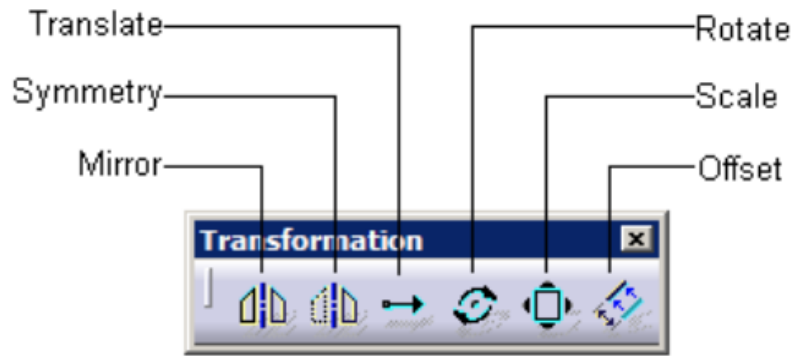 Translate
Rotate
Symmetry
Scale
Mirror
Offset
Transformation